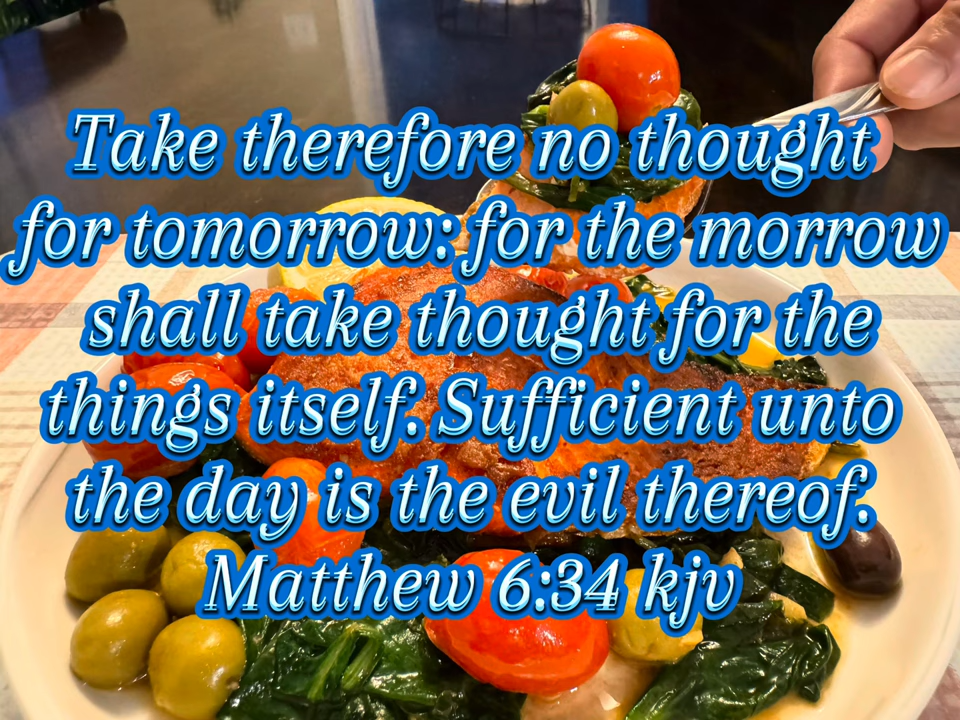 Take therefore no thought
for tomorrow: for the morrow
shall take thought for the
things itself. Sufficient unto
the day is the evil thereof.
Matthew 6:34 kjv